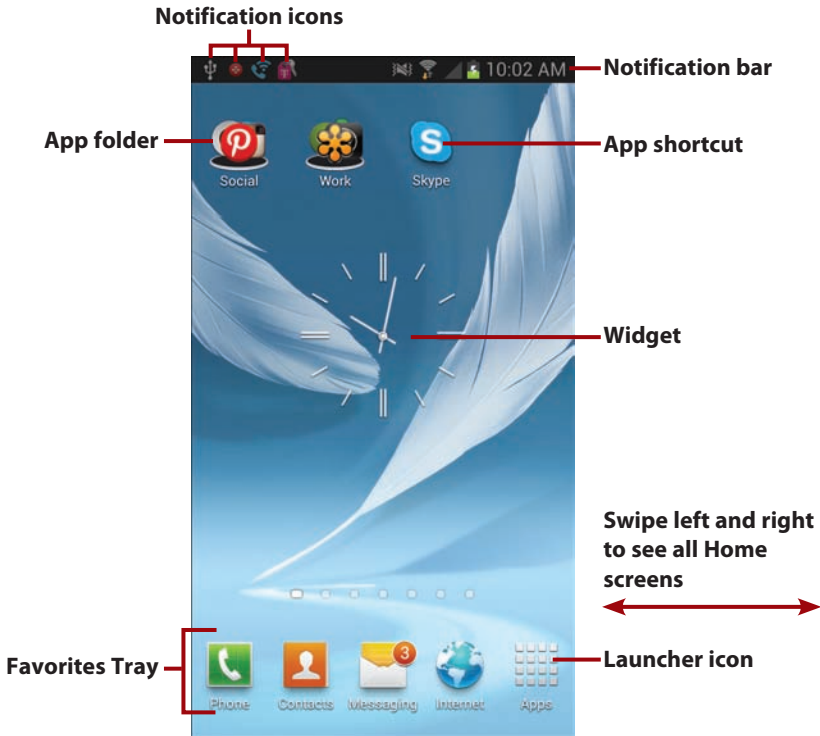 Notification icons
10:02 AM
Notification bar
App folder
App shortcut
Social
Work
Skype
Widget
Swipe left and right
to see all Home
screens
Favorites Tray
3
Launcher icon
Phone
Contacts
Messaging
Internet
Apps